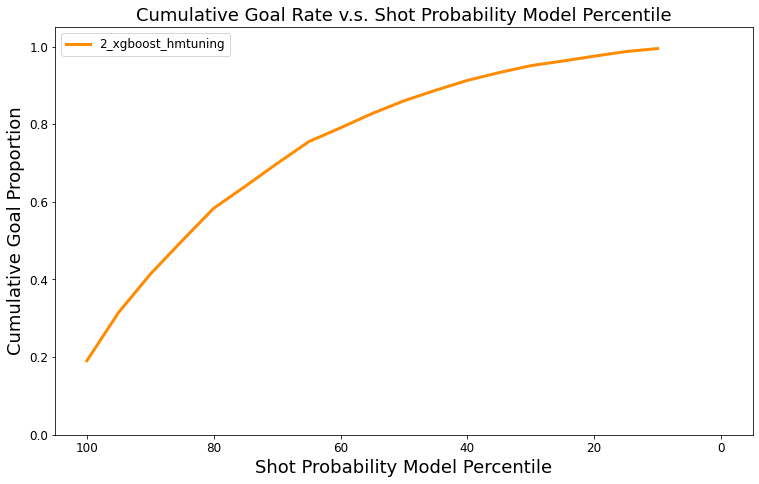 Cumulative Goal Rate v.s. Shot Probability Model Percentile
2_xgboost_hmtuning
1.0
0.8
0.6
0.4
0.2
0.0
Cumulative Goal Proportion
100 80 60 40 20 0
Shot Probability Model Percentile